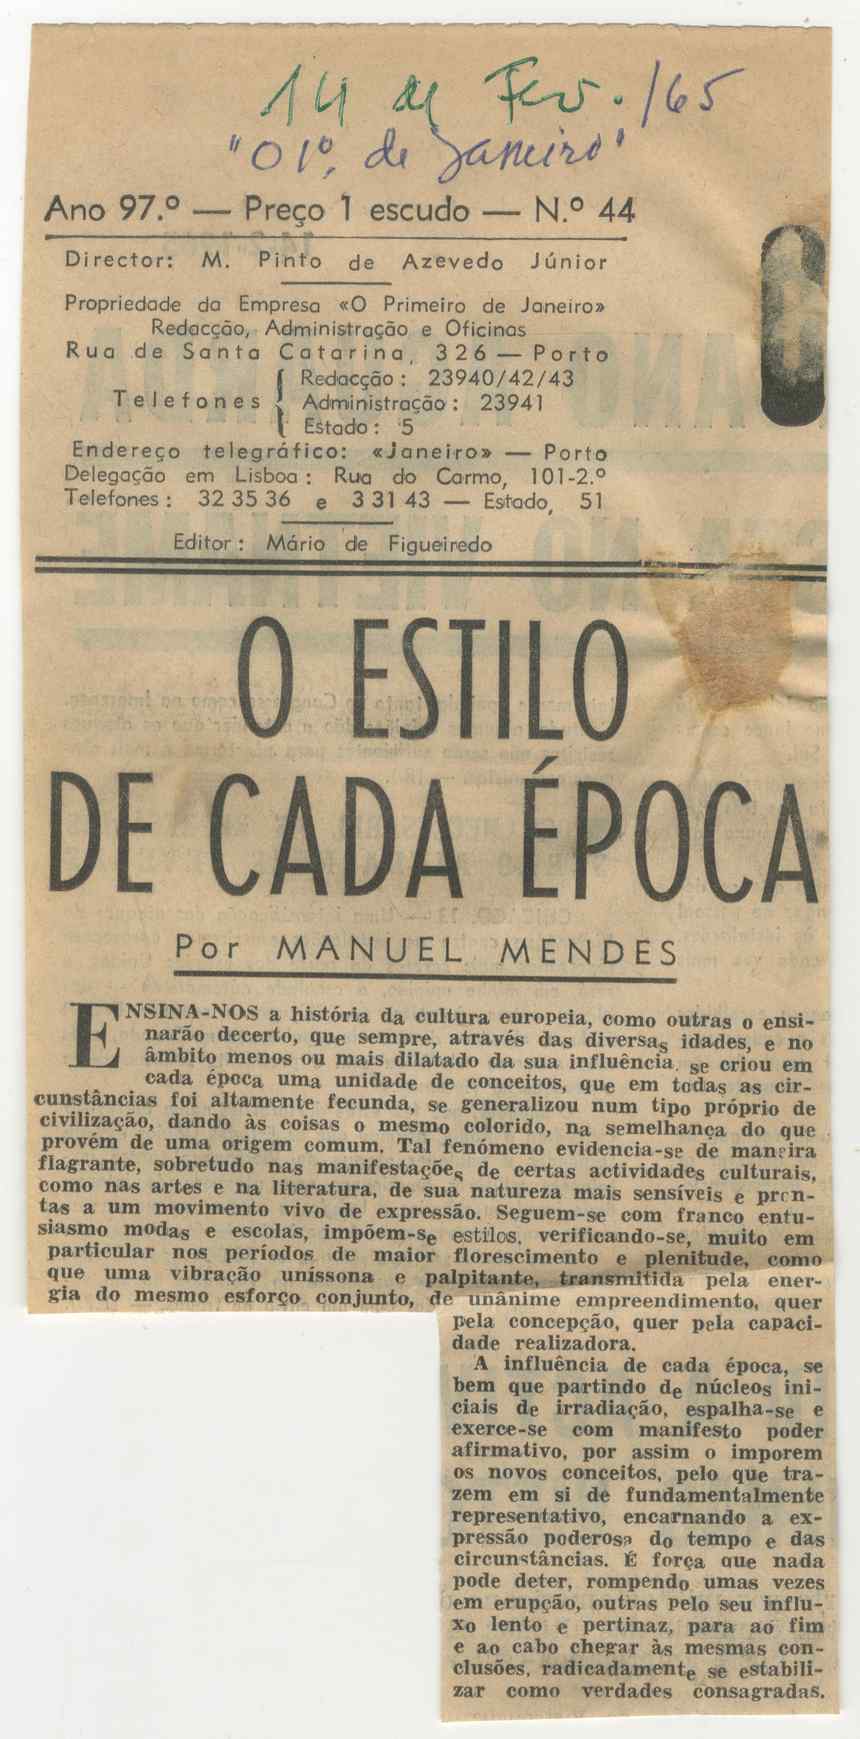 14 de Fev. /65
"O 1º, de Janeiro"
Ano 97.º — Preço 1 escudo — N.º 44
Director: M. Pinto de Azevedo Júnior
Propriedade da Empresa «O Primeiro de Janeiro»
Redacção, Administração e Oficinas
Rua de Santa Catarina, 326 — Porto
Telefones { Redacção: 23940/42/43
Administração: 23941
Estado: 5
Endereço telegráfico: «Janeiro» — Porto
Delegação em Lisboa: Rua do Carmo, 101-2.º
Telefones: 32 35 36 e 3 31 43 — Estado, 51
Editor: Mário de Figueiredo
O ESTILO
DE CADA ÉPOCA
Por MANUEL MENDES
ENSINA-NOS a história da cultura europeia, como outras o ensi-
narão decerto, que sempre, através das diversas idades, e no
âmbito menos ou mais dilatado da sua influência, se criou em
cada época uma unidade de conceitos, que em todas as cir-
cunstâncias foi altamente fecunda, se generalizou num tipo próprio de
civilização, dando às coisas o mesmo colorido, na semelhança do que
provém de uma origem comum. Tal fenómeno evidencia-se de maneira
flagrante, sobretudo nas manifestações de certas actividades culturais,
como nas artes e na literatura, de sua natureza mais sensíveis e pron-
tas a um movimento vivo de expressão. Seguem-se com franco entu-
siasmo modas e escolas, impõem-se estilos, verificando-se, muito em
particular nos períodos de maior florescimento e plenitude, como
que uma vibração uníssona e palpitante, transmitida pela ener-
gia do mesmo esforço conjunto, de unânime empreendimento, quer
pela concepção, quer pela capaci-
dade realizadora.
A influência de cada época, se
bem que partindo de núcleos ini-
ciais de irradiação, espalha-se e
exerce-se com manifesto poder
afirmativo, por assim o imporem
os novos conceitos, pelo que tra-
zem em si de fundamentalmente
representativo, encarnando a ex-
pressão poderosa do tempo e das
circunstâncias. É força que nada
pode deter, rompendo umas vezes
em erupção, outras pelo seu influ-
xo lento e pertinaz, para ao fim
e ao cabo chegar às mesmas con-
clusões, radicadamente se estabili-
zar como verdades consagradas.